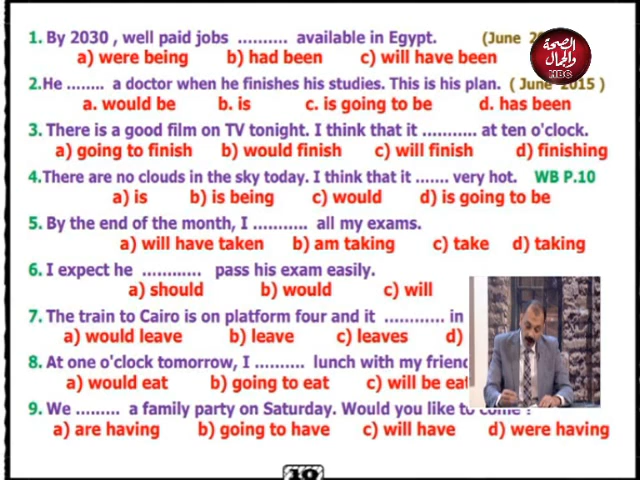 1. By 2030 , well paid jobs .......... available in Egypt. (June 2
a) were being b) had been c) will have been
الصحة
والجمال
HBC
2.He ........ a doctor when he finishes his studies. This is his plan. ( June 2015 )
a. would be b. is c. is going to be d. has been
3. There is a good film on TV tonight. I think that it ........... at ten o'clock.
a) going to finish b) would finish c) will finish d) finishing
4.There are no clouds in the sky today. I think that it ....... very hot. WB P.10
a) is b) is being c) would d) is going to be
5. By the end of the month, I ........... all my exams.
a) will have taken b) am taking c) take d) taking
6. I expect he ............ pass his exam easily.
a) should b) would c) will
7. The train to Cairo is on platform four and it ............ in
a) would leave b) leave c) leaves d)
8. At one o'clock tomorrow, I .......... lunch with my friend
a) would eat b) going to eat c) will be eat
9. We ......... a family party on Saturday. Would you like to come ?
a) are having b) going to have c) will have d) were having
10